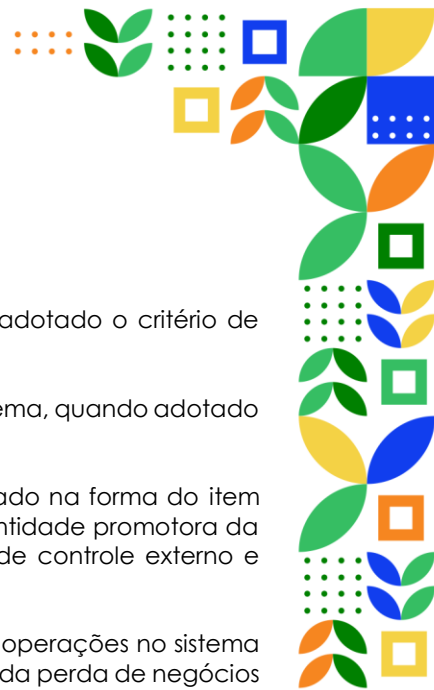 adotado o critério de
ema, quando adotado
ado na forma do item
ntidade promotora da
de controle externo e
operações no sistema
da perda de negócios